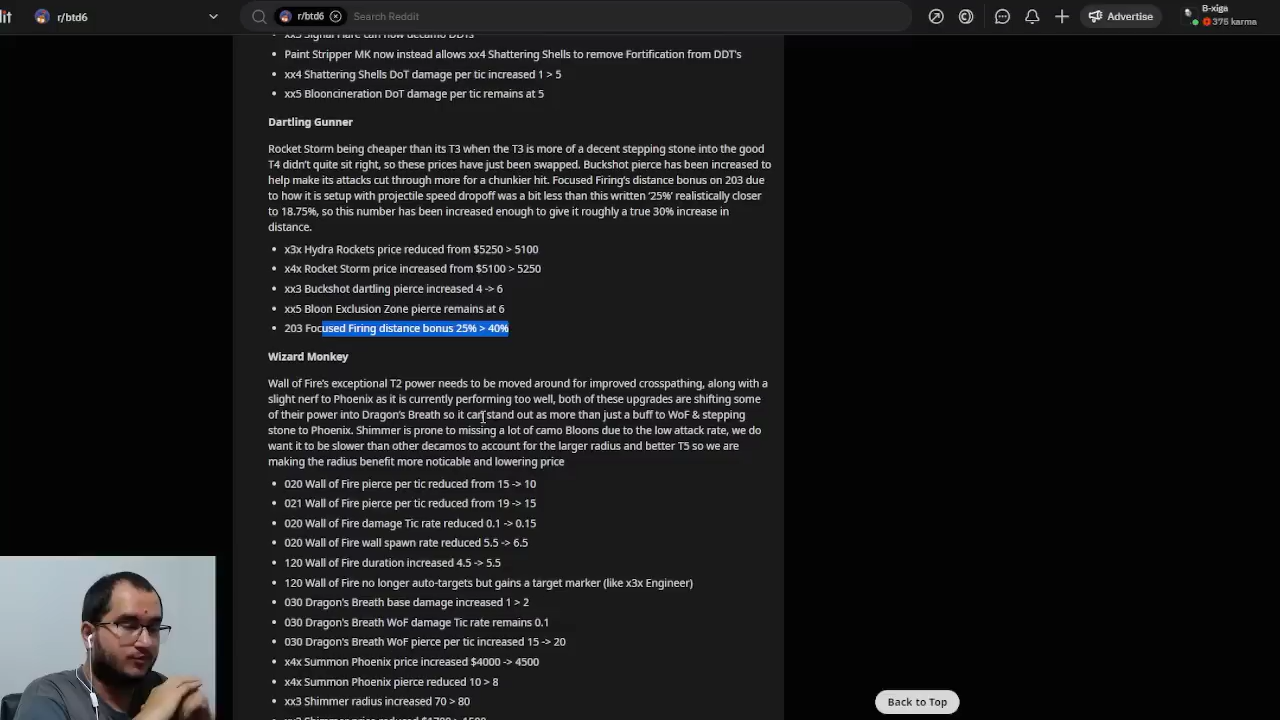 it
r/btd6
r/btd6
Search Reddit
Advertise
B-xiga
375 karma
xx3 Signal Flare can now decamo DDTs
Paint Stripper MK now instead allows xx4 Shattering Shells to remove Fortification from DDT's
xx4 Shattering Shells DoT damage per tic increased 1 > 5
xx5 Blooncineration DoT damage per tic remains at 5
Dartling Gunner
Rocket Storm being cheaper than its T3 when the T3 is more of a decent stepping stone into the good
T4 didn't quite sit right, so these prices have just been swapped. Buckshot pierce has been increased to
help make its attacks cut through more for a chunkier hit. Focused Firing's distance bonus on 203 due
to how it is setup with projectile speed dropoff was a bit less than this written '25%' realistically closer
to 18.75%, so this number has been increased enough to give it roughly a true 30% increase in
distance.
x3x Hydra Rockets price reduced from $5250 > 5100
x4x Rocket Storm price increased from $5100 > 5250
xx3 Buckshot dartling pierce increased 4 -> 6
xx5 Bloon Exclusion Zone pierce remains at 6
203 Focused Firing distance bonus 25% > 40%
Wizard Monkey
Wall of Fire's exceptional T2 power needs to be moved around for improved crosspathing, along with a
slight nerf to Phoenix as it is currently performing too well, both of these upgrades are shifting some
of their power into Dragon's Breath so it can stand out as more than just a buff to WoF & stepping
stone to Phoenix. Shimmer is prone to missing a lot of camo Bloons due to the low attack rate, we do
want it to be slower than other decamos to account for the larger radius and better T5 so we are
making the radius benefit more noticable and lowering price
020 Wall of Fire pierce per tic reduced from 15 -> 10
021 Wall of Fire pierce per tic reduced from 19 -> 15
020 Wall of Fire damage Tic rate reduced 0.1 -> 0.15
020 Wall of Fire wall spawn rate reduced 5.5 -> 6.5
120 Wall of Fire duration increased 4.5 -> 5.5
120 Wall of Fire no longer auto-targets but gains a target marker (like x3x Engineer)
030 Dragon's Breath base damage increased 1 > 2
030 Dragon's Breath WoF damage Tic rate remains 0.1
030 Dragon's Breath WoF pierce per tic increased 15 -> 20
x4x Summon Phoenix price increased $4000 -> 4500
x4x Summon Phoenix pierce reduced 10 > 8
xx3 Shimmer radius increased 70 > 80
xx3 Shimmer price reduced $1700 > 1500
Back to Top